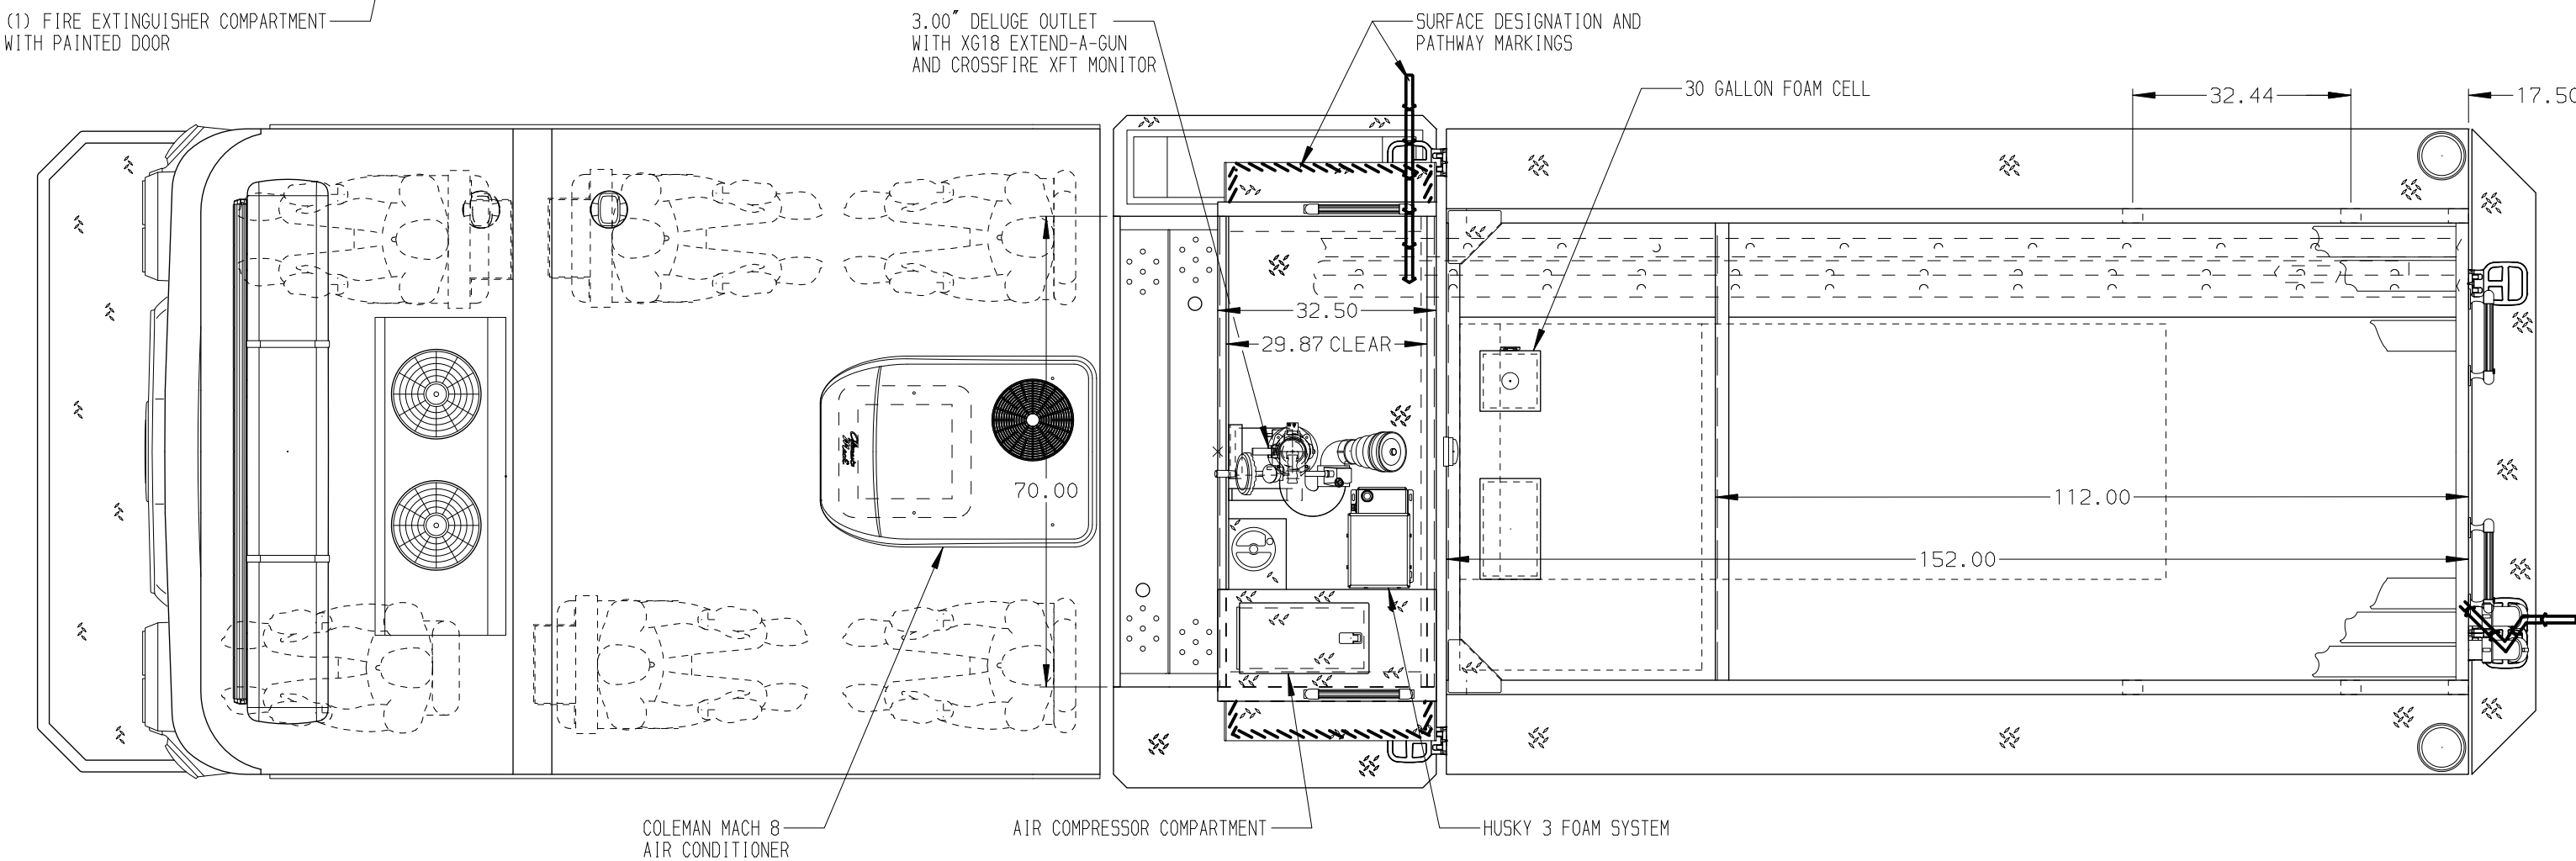 (1) FIRE EXTINGUISHER COMPARTMENT
WITH PAINTED DOOR
3.00" DELUGE OUTLET
WITH XG18 EXTEND-A-GUN
AND CROSSFIRE XFT MONITOR
SURFACE DESIGNATION AND
PATHWAY MARKINGS
30 GALLON FOAM CELL
32.44
17.50
32.50
29.87 CLEAR
70.00
112.00
152.00
COLEMAN MACH 8
AIR CONDITIONER
AIR COMPRESSOR COMPARTMENT
HUSKY 3 FOAM SYSTEM